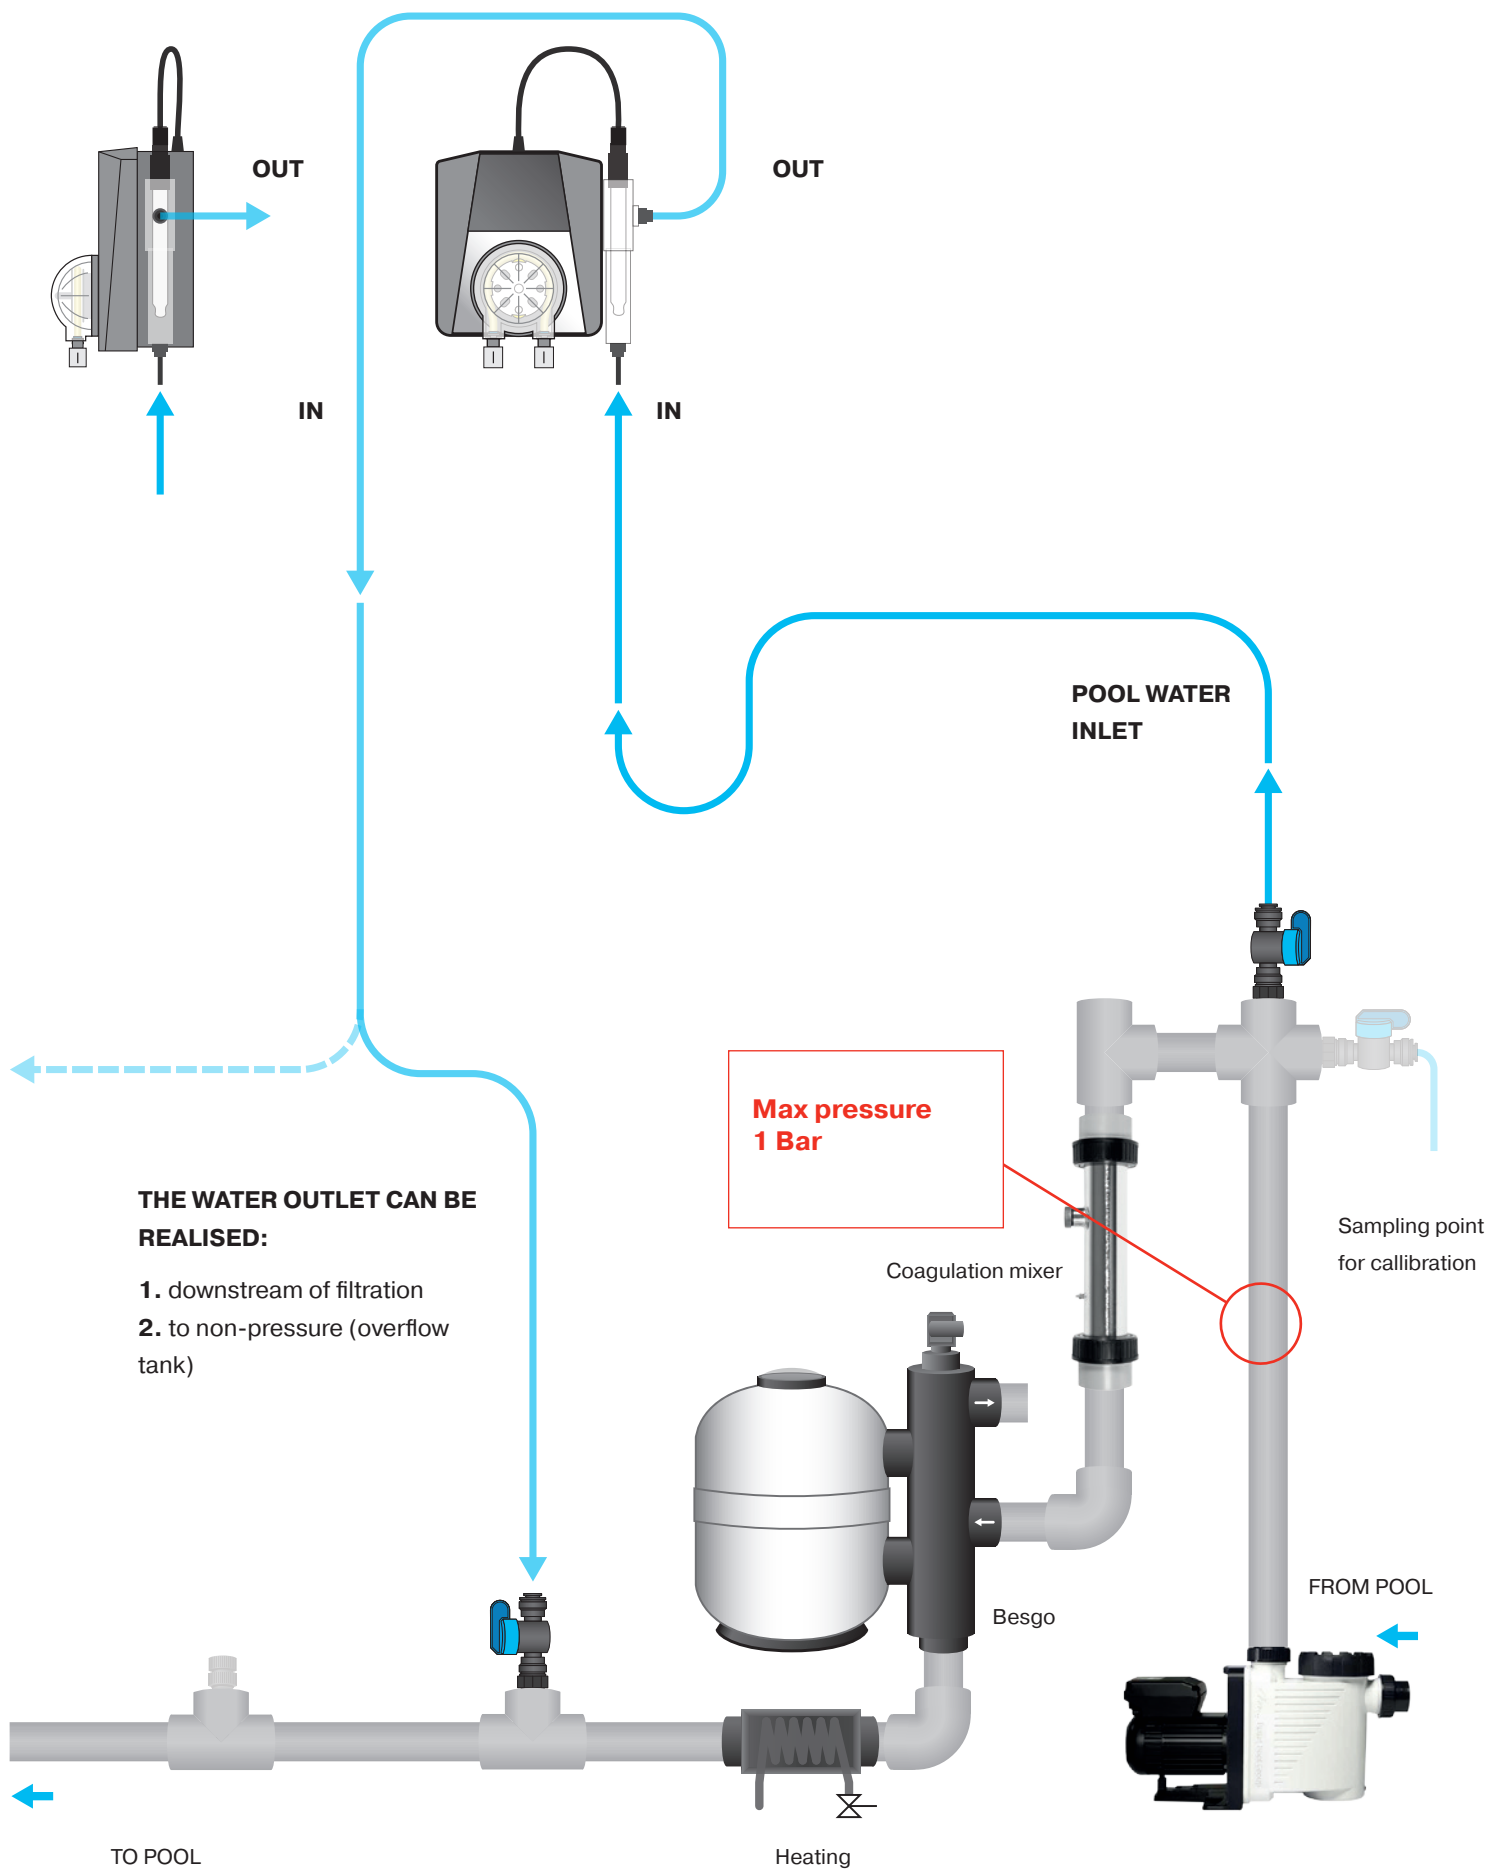 OUT
OUT
IN
IN
POOL WATER
INLET
Max pressure
1 Bar
THE WATER OUTLET CAN BE
REALISED:
1. downstream of filtration
2. to non-pressure (overflow
tank)
Sampling point
for callibration
Coagulation mixer
FROM POOL
Besgo
TO POOL
Heating